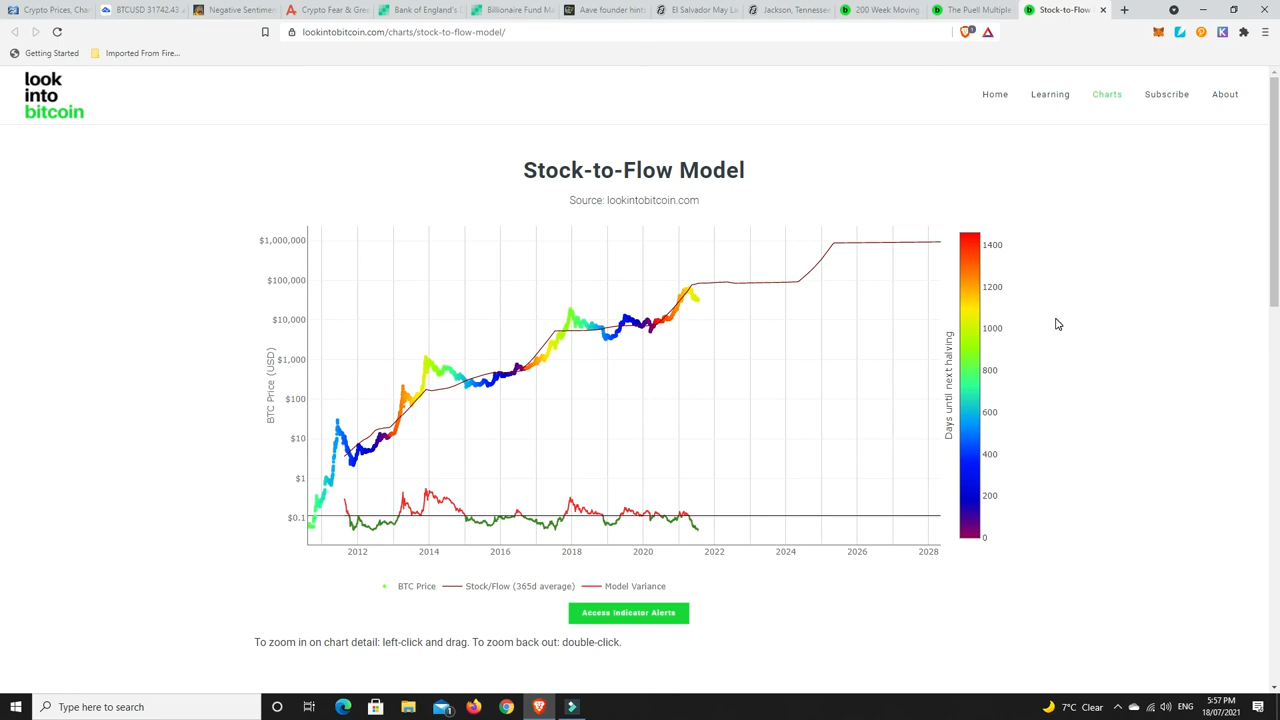 Crypto Prices, Cha
BTCUSD 31742.43
Negative Sentimen
Crypto Fear & Gre
Bank of England's
Billionaire Fund M
Aave founder hints
El Salvador May La
Jackson, Tennesse
200 Week Moving
The Puell Multiple
Stock-to-Flow
lookintobitcoin.com/charts/stock-to-flow-model/
1
Getting Started
Imported From Fire...
look
into
bitcoin
Home
Learning
Charts
Subscribe
About
Stock-to-Flow Model
Source: lookintobitcoin.com
BTC Price (USD)
$1,000,000
$100,000
$10,000
$1,000
$100
$10
$1
$0.1
2012
2014
2016
2018
2020
2022
2024
2026
2028
Days until next halving
1400
1200
1000
800
600
400
200
0
BTC Price
Stock/Flow (365d average)
Model Variance
Access Indicator Alerts
To zoom in on chart detail: left-click and drag. To zoom back out: double-click.
Type here to search
7°C Clear
ENG
5:57 PM
18/07/2021